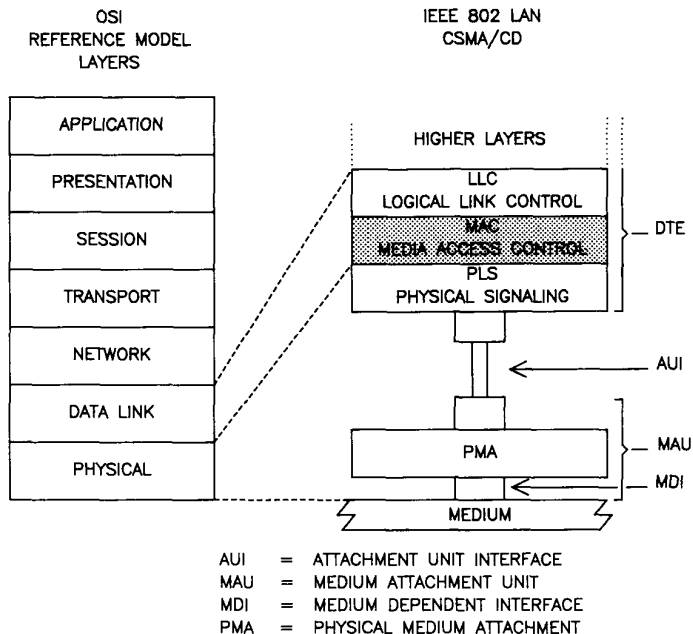 OSI
REFERENCE MODEL
LAYERS
APPLICATION
PRESENTATION
SESSION
TRANSPORT
NETWORK
DATA LINK
PHYSICAL
IEEE 802 LAN
CSMA/CD
HIGHER LAYERS
LLC
LOGICAL LINK CONTROL
MAC
MEDIA ACCESS CONTROL
PLS
PHYSICAL SIGNALING
DTE
AUI
PMA
MAU
MDI
MEDIUM
AUI = ATTACHMENT UNIT INTERFACE
MAU = MEDIUM ATTACHMENT UNIT
MDI = MEDIUM DEPENDENT INTERFACE
PMA = PHYSICAL MEDIUM ATTACHMENT